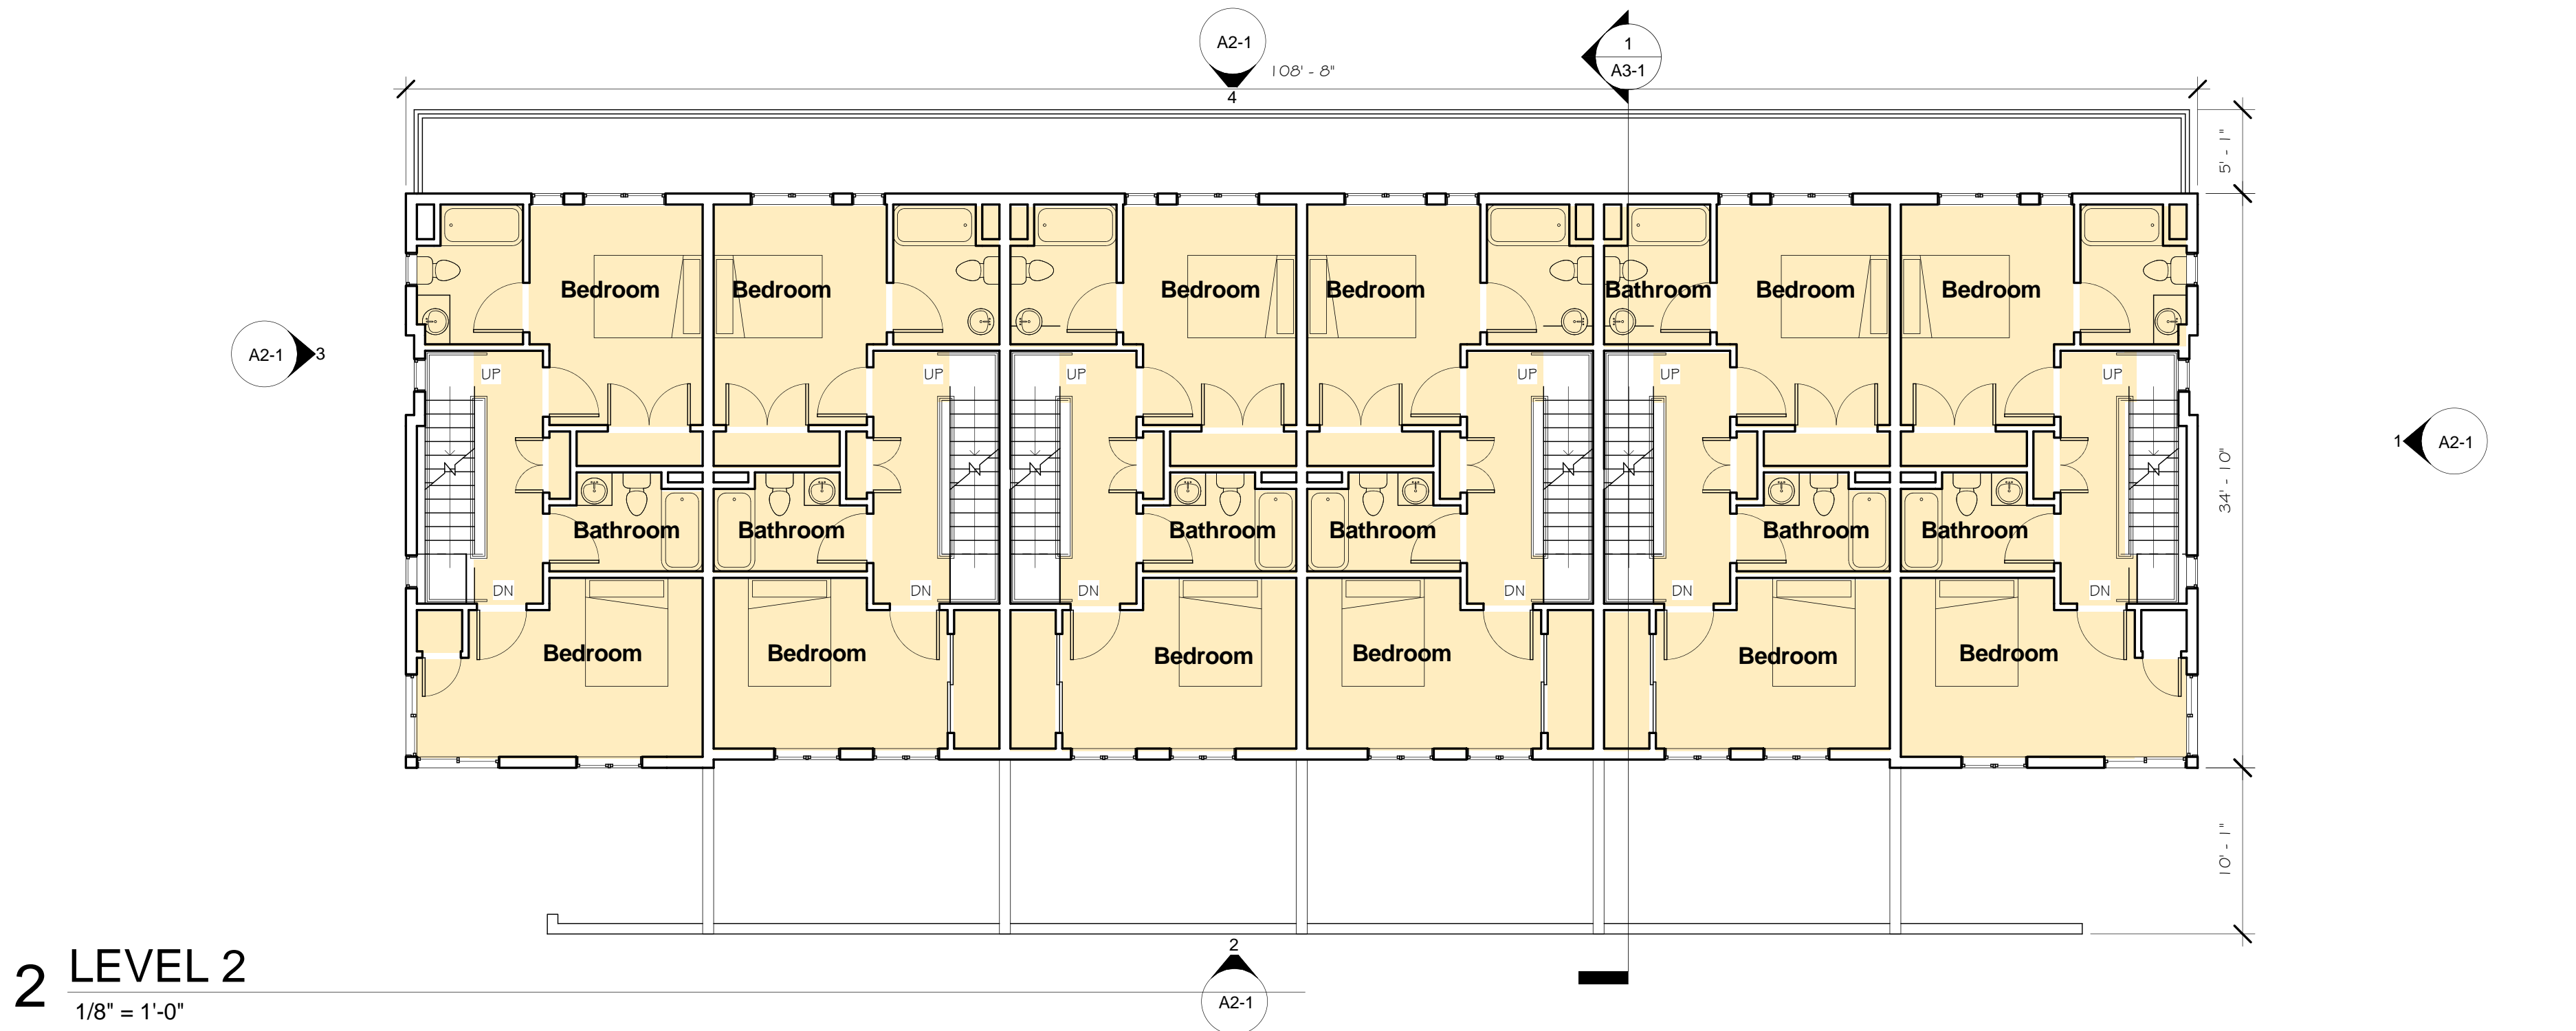 A2-1
4
108' - 8"
1
A3-1
5' - 1"
Bedroom
Bedroom
Bedroom
Bedroom
Bathroom
Bedroom
Bedroom
A2-1
3
UP
UP
UP
UP
UP
UP
1
A2-1
34' - 10"
Bathroom
Bathroom
Bathroom
Bathroom
Bathroom
Bathroom
DN
DN
DN
DN
DN
DN
Bedroom
Bedroom
Bedroom
Bedroom
Bedroom
Bedroom
10' - 1"
2
A2-1
2
LEVEL 2
1/8" = 1'-0"